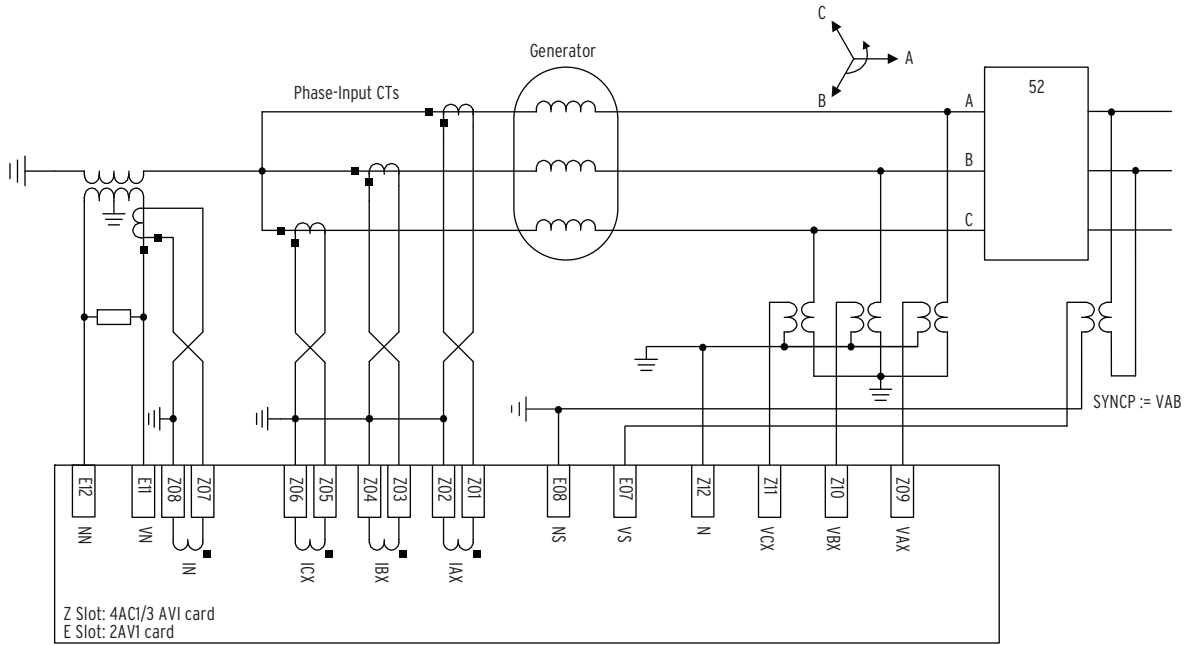 C
A
B
Generator
Phase-Input CTs
52
A
B
C
SYNCP := VAB
E12
E11
Z08
Z07
Z06
Z05
Z04
Z03
Z02
Z01
E08
E07
Z12
Z11
Z10
Z09
NN
VN
IN
ICX
IBX
IAX
NS
VS
N
VCX
VBX
VAX
Z Slot: 4AC1/3 AVI card
E Slot: 2AV1 card